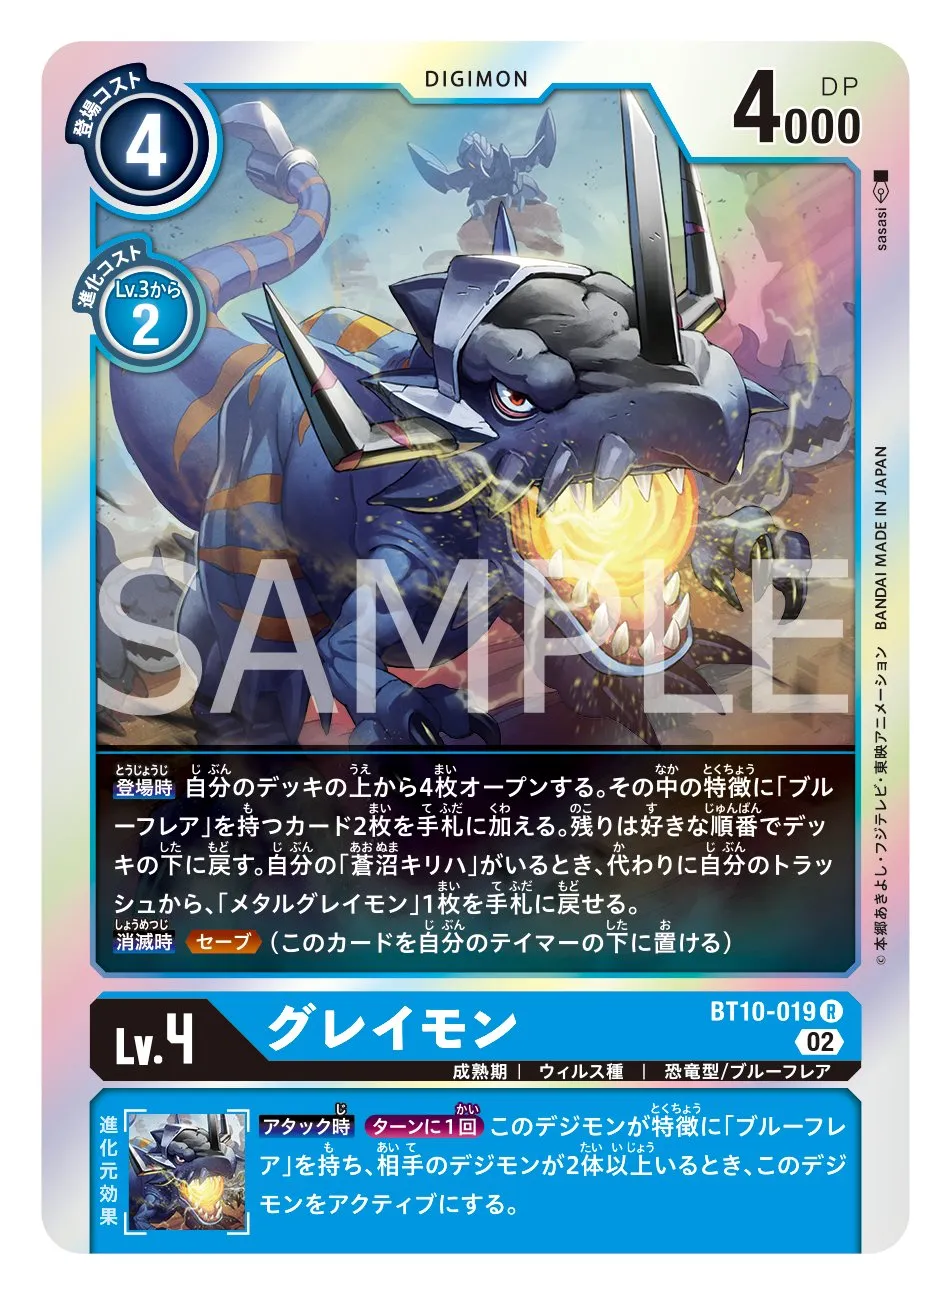 DIGIMON
登場コスト
4
DP
4000
進化コスト
Lv.3から
2
sasasi
BANDAI MADE IN JAPAN
©本郷あきよし・フジテレビ・東映アニメーション
SAMPLE
登場時 自分のデッキの上から4枚オープンする。その中の特徴に「ブル
ーフレア」を持つカード2枚を手札に加える。残りは好きな順番でデッ
キの下に戻す。自分の「蒼沼キリハ」がいるとき、代わりに自分のトラッ
シュから、「メタルグレイモン」1枚を手札に戻せる。
消滅時 セーブ (このカードを自分のテイマーの下に置ける)
BT10-019 R
02
Lv.4
グレイモン
成熟期 | ウィルス種 | 恐竜型/ブルーフレア
進化元効果
アタック時 ターンに1回 このデジモンが特徴に「ブルーフレ
ア」を持ち、相手のデジモンが2体以上いるとき、このデジ
モンをアクティブにする。